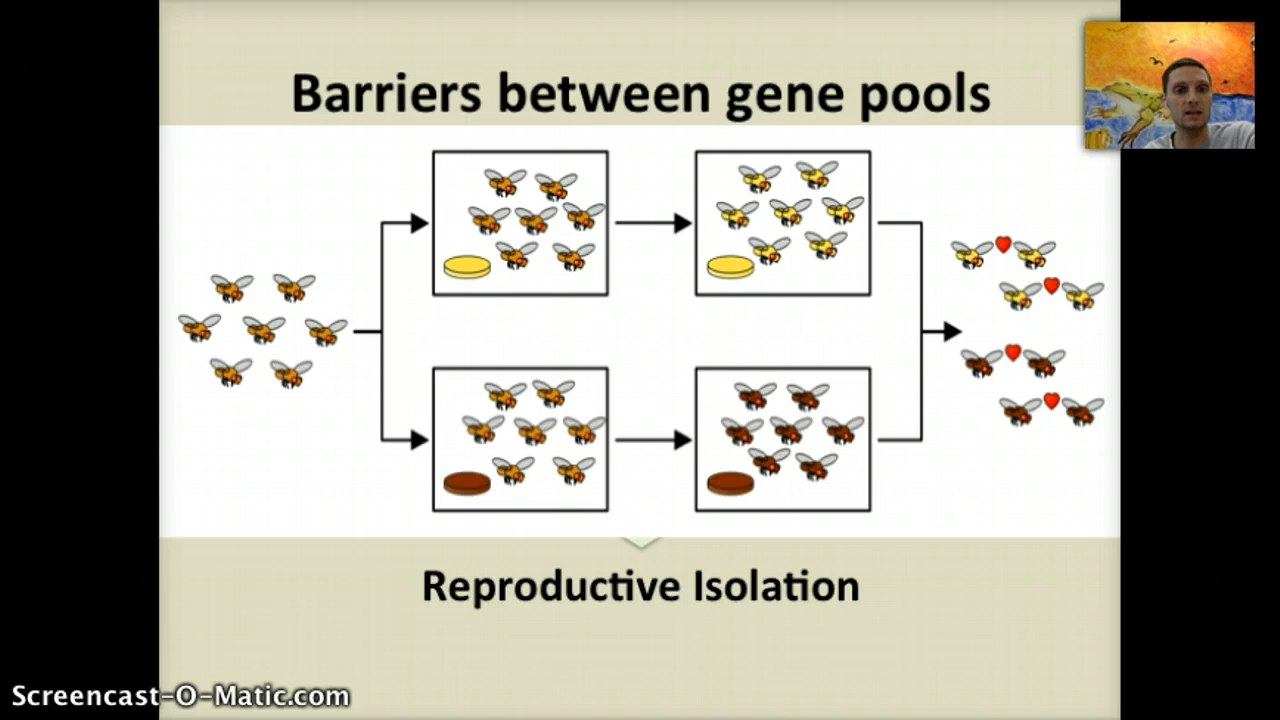 Barriers between gene pools
Reproductive Isolation
Screencast-O-Matic.com